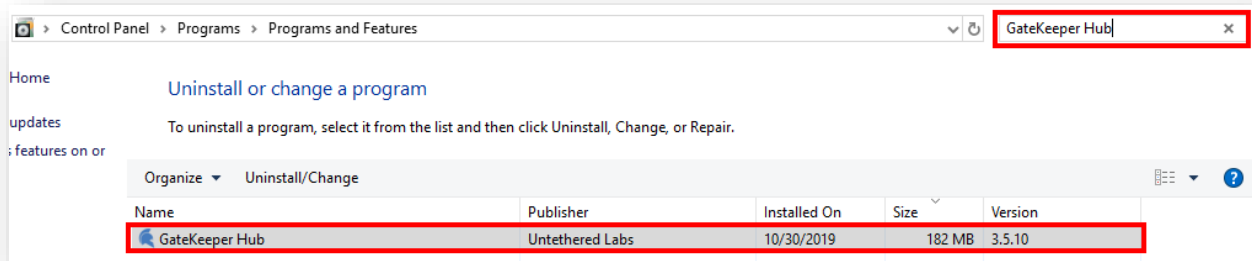 Control Panel > Programs > Programs and Features
GateKeeper Hub
Home
Uninstall or change a program
updates
To uninstall a program, select it from the list and then click Uninstall, Change, or Repair.
features on or
Organize
Uninstall/Change
Name
Publisher
Installed On
Size
Version
GateKeeper Hub
Untethered Labs
10/30/2019
182 MB
3.5.10